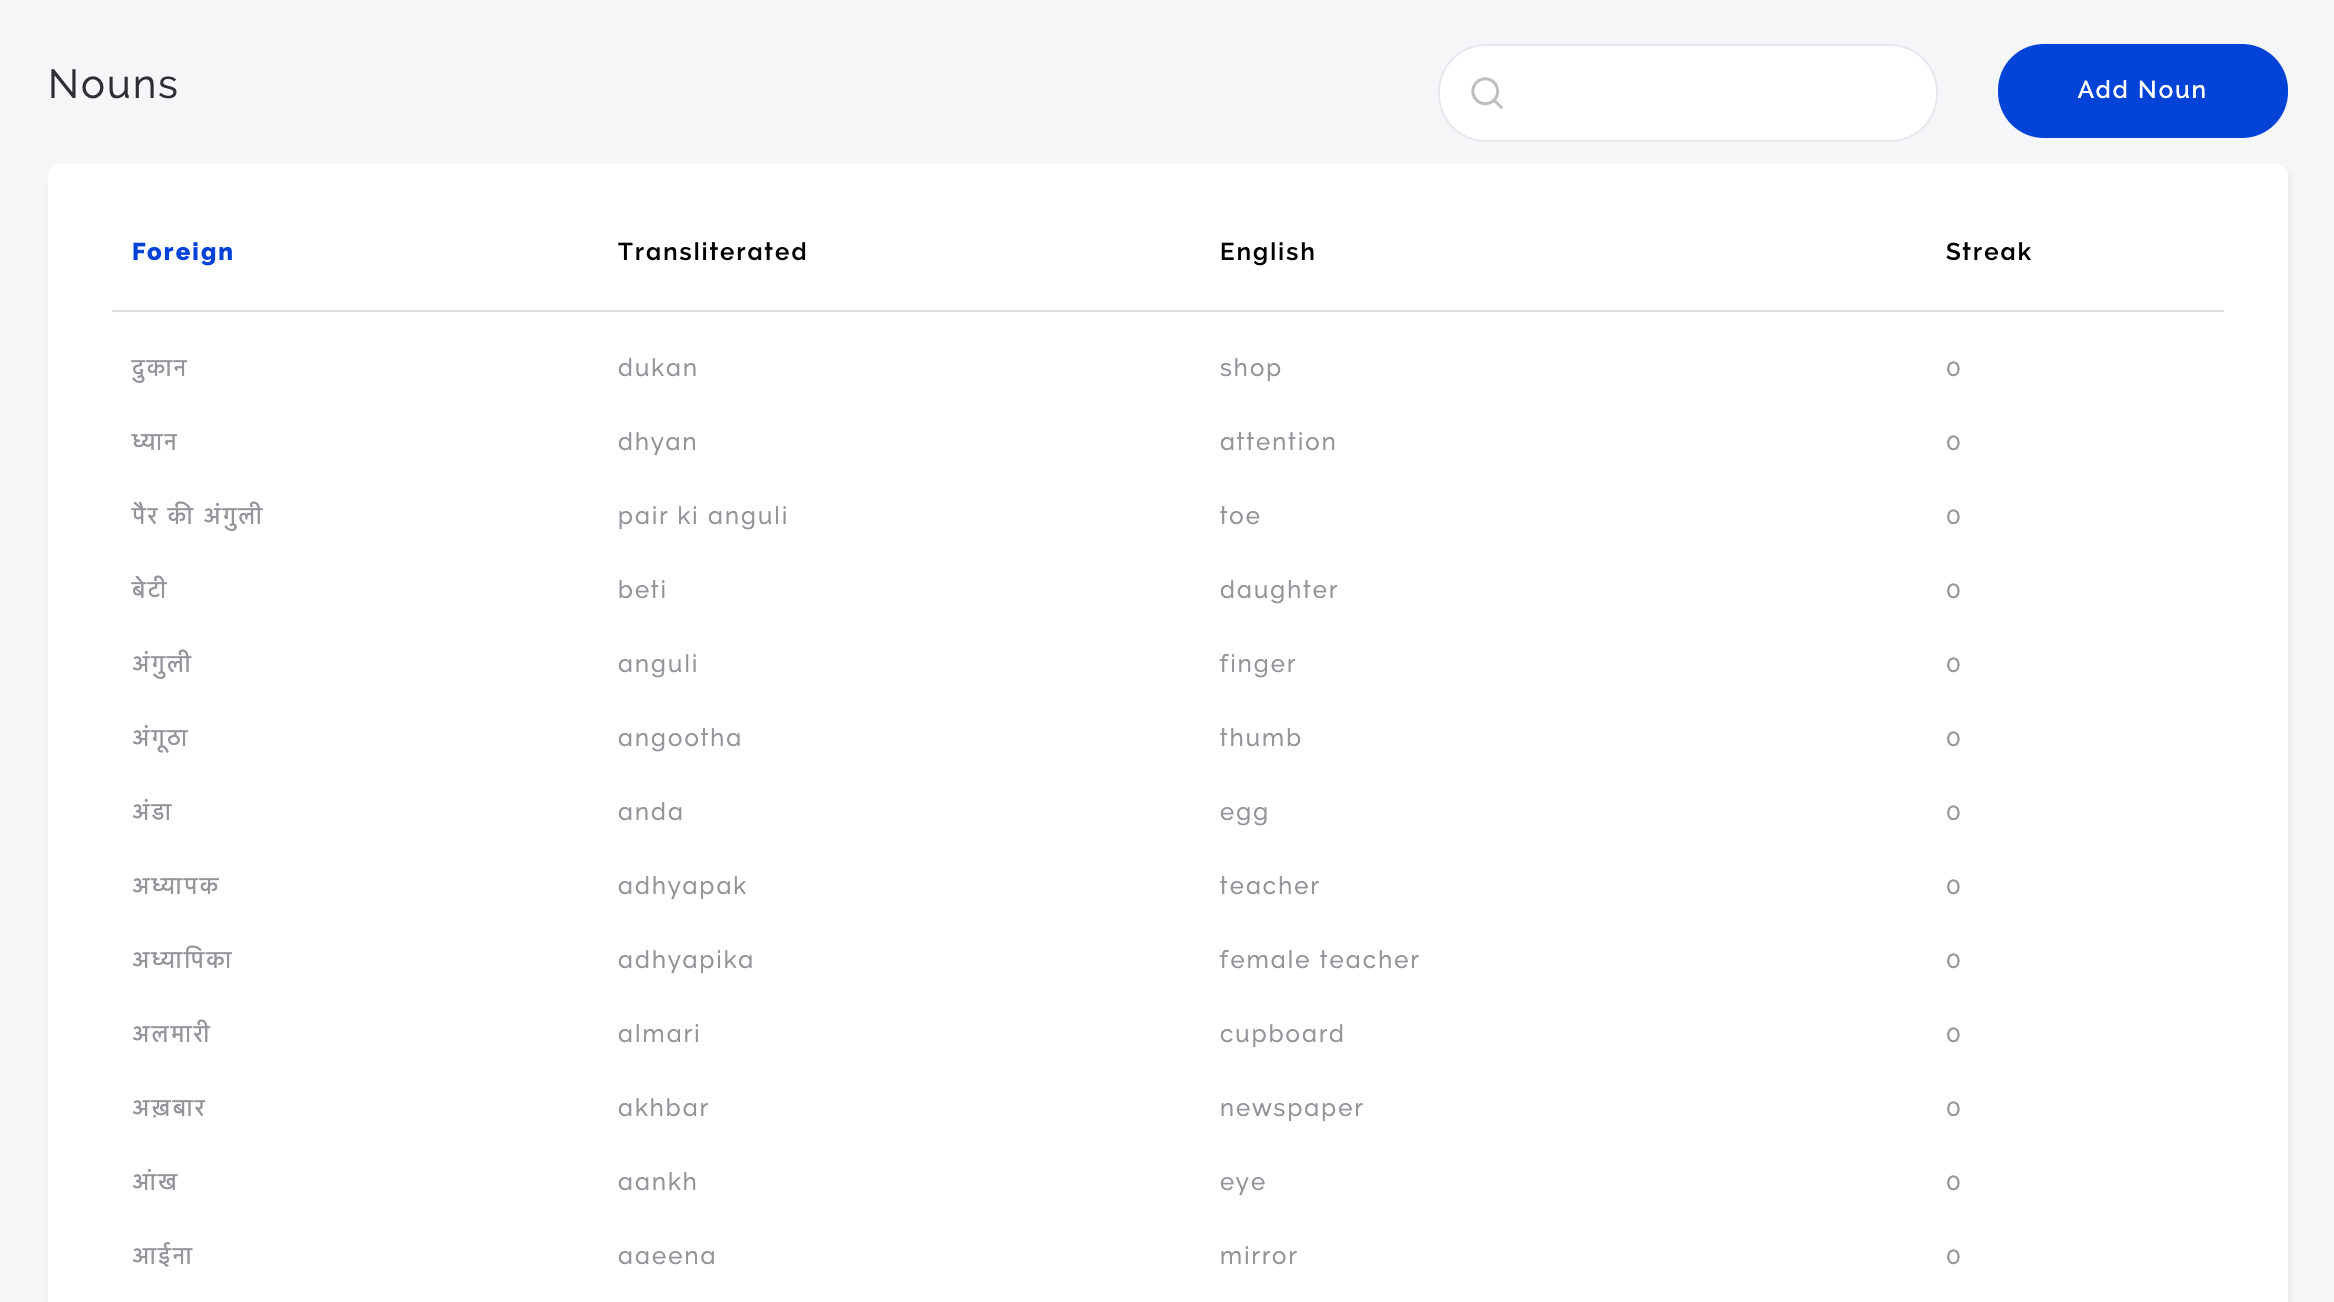 Nouns
Add Noun
Foreign Transliterated English Streak
दुकान dukan shop 0
ध्यान dhyan attention 0
पैर की अंगुली pair ki anguli toe 0
बेटी beti daughter 0
अंगुली anguli finger 0
अंगूठा angootha thumb 0
अंडा anda egg 0
अध्यापक adhyapak teacher 0
अध्यापिका adhyapika female teacher 0
अलमारी almari cupboard 0
अख़बार akhbar newspaper 0
आंख aankh eye 0
आईना aaeena mirror 0